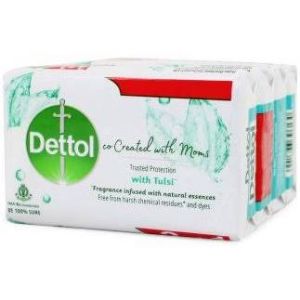 Dettol
co-Created with Moms
Trusted Protection
with Tulsi*
*Fragrance infused with natural essences
Free from harsh chemical residues* and dyes
BE 100% SURE